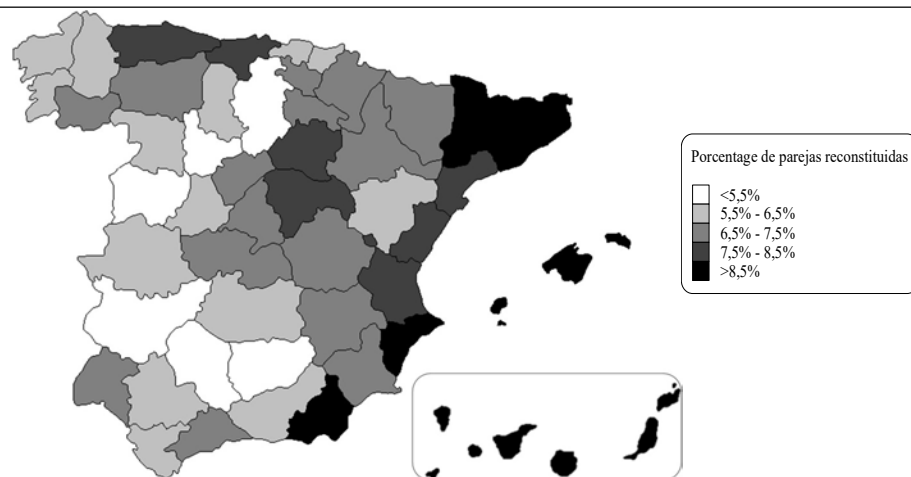 Porcentage de parejas reconstituidas
<5,5%
5,5% - 6,5%
6,5% - 7,5%
7,5% - 8,5%
>8,5%